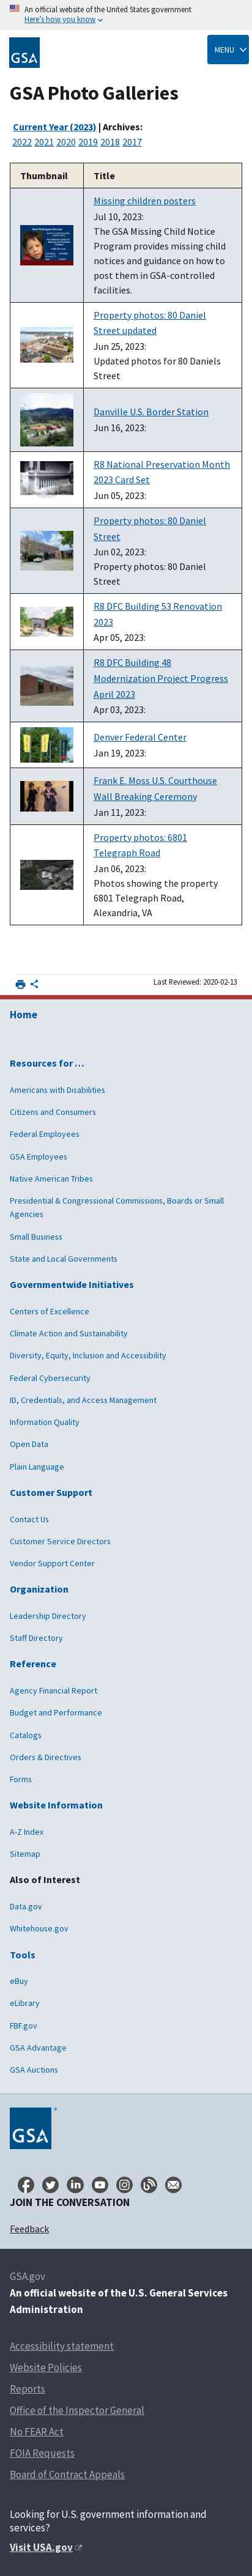 An official website of the United States government
Here's how you know
GSA
MENU
GSA Photo Galleries
Current Year (2023) | Archives:
2022 2021 2020 2019 2018 2017
Thumbnail Title
Missing children posters
Jul 10, 2023:
The GSA Missing Child Notice
Program provides missing child
notices and guidance on how to
post them in GSA-controlled
facilities.
Property photos: 80 Daniel
Street updated
Jun 25, 2023:
Updated photos for 80 Daniels
Street
Danville U.S. Border Station
Jun 16, 2023:
R8 National Preservation Month
2023 Card Set
Jun 05, 2023:
Property photos: 80 Daniel
Street
Jun 02, 2023:
Property photos: 80 Daniel
Street
R8 DFC Building 53 Renovation
2023
Apr 05, 2023:
R8 DFC Building 48
Modernization Project Progress
April 2023
Apr 03, 2023:
Denver Federal Center
Jan 19, 2023:
Frank E. Moss U.S. Courthouse
Wall Breaking Ceremony
Jan 11, 2023:
Property photos: 6801
Telegraph Road
Jan 06, 2023:
Photos showing the property
6801 Telegraph Road,
Alexandria, VA
Last Reviewed: 2020-02-13
Home
Resources for …
Americans with Disabilities
Citizens and Consumers
Federal Employees
GSA Employees
Native American Tribes
Presidential & Congressional Commissions, Boards or Small
Agencies
Small Business
State and Local Governments
Governmentwide Initiatives
Centers of Excellence
Climate Action and Sustainability
Diversity, Equity, Inclusion and Accessibility
Federal Cybersecurity
ID, Credentials, and Access Management
Information Quality
Open Data
Plain Language
Customer Support
Contact Us
Customer Service Directors
Vendor Support Center
Organization
Leadership Directory
Staff Directory
Reference
Agency Financial Report
Budget and Performance
Catalogs
Orders & Directives
Forms
Website Information
A-Z Index
Sitemap
Also of Interest
Data.gov
Whitehouse.gov
Tools
eBuy
eLibrary
FBF.gov
GSA Advantage
GSA Auctions
GSA
JOIN THE CONVERSATION
Feedback
GSA.gov
An official website of the U.S. General Services
Administration
Accessibility statement
Website Policies
Reports
Office of the Inspector General
No FEAR Act
FOIA Requests
Board of Contract Appeals
Looking for U.S. government information and
services?
Visit USA.gov